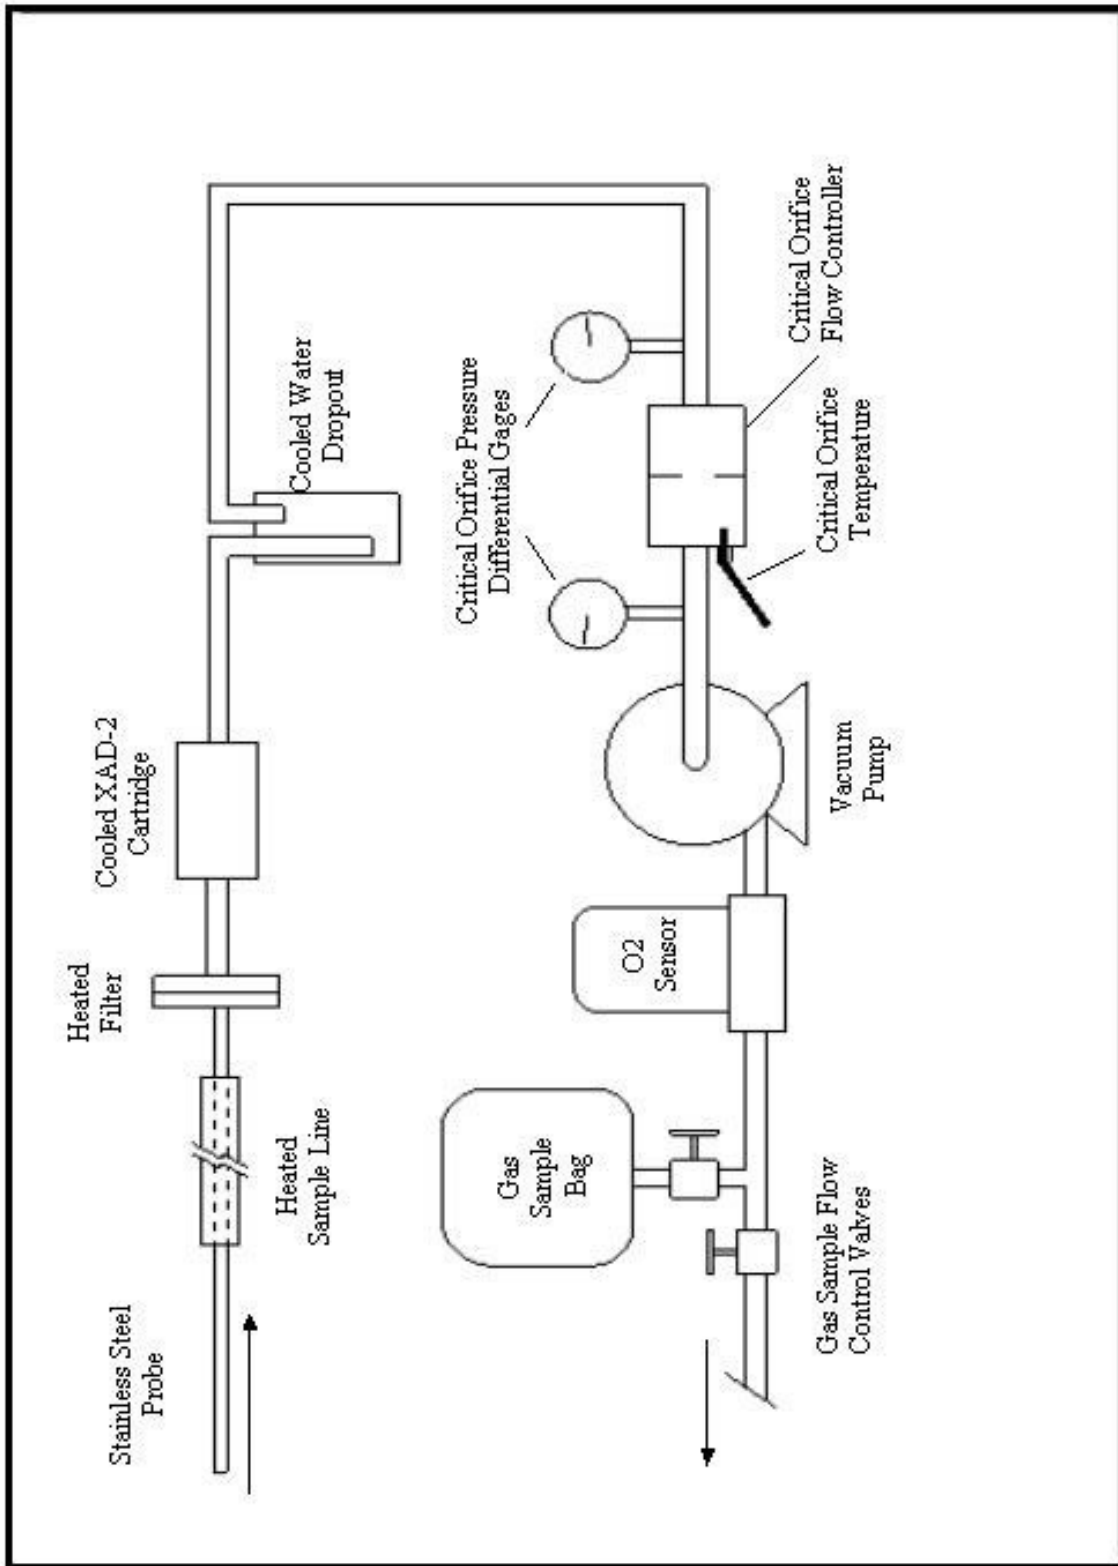 Stainless Steel
Probe
Heated
Sample Line
Heated
Filter
Cooled XAD-2
Cartridge
Cooled Water
Dropout
Critical Orifice Pressure
Differential Gages
Critical Orifice
Flow Controller
Critical Orifice
Temperature
Vacuum
Pump
O2
Sensor
Gas
Sample
Bag
Gas Sample Flow
Control Valves